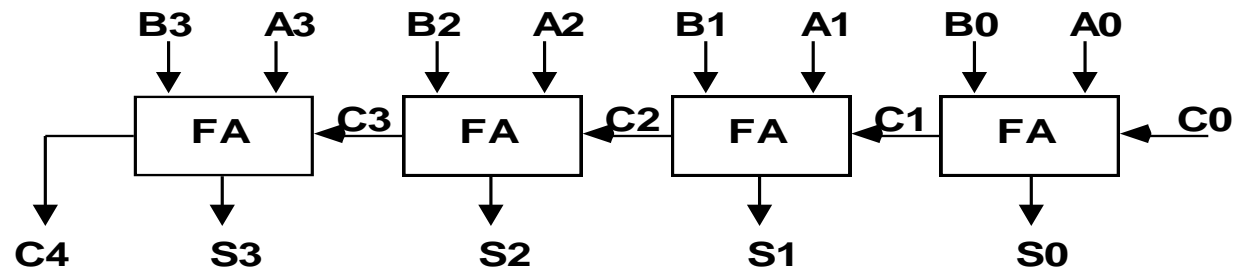 B3 A3 B2 A2 B1 A1 B0 A0
FA C3 FA C2 FA C1 FA C0
C4 S3 S2 S1 S0